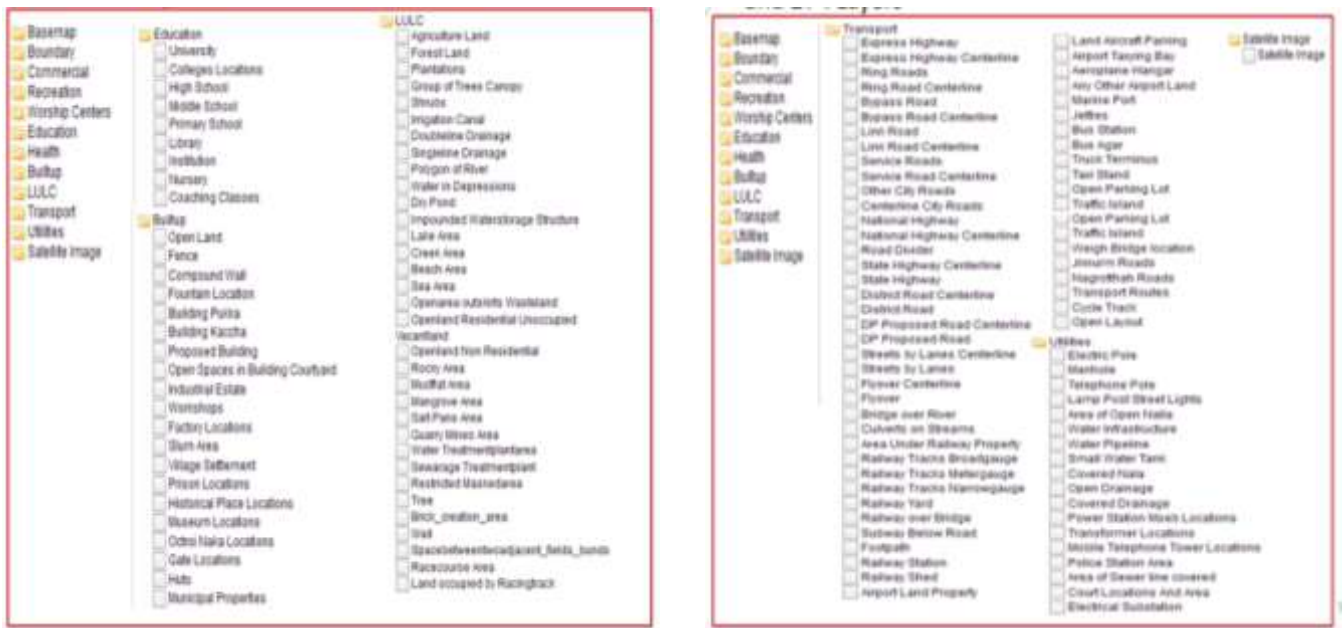 Basemap
Boundary
Commercial
Recreation
Worship Centers
Education
Health
Builtup
LULC
Transport
Utilities
Satellite Image
Education
University
Colleges Locations
High School
Middle School
Primary School
Library
Institution
Nursery
Coaching Classes
Builtup
Open Land
Fence
Compound Wall
Fountain Location
Building Pukka
Building Kaccha
Proposed Building
Open Spaces in Building Courtyard
Industrial Estate
Workshops
Factory Locations
Slum Area
Village Settlement
Prison Locations
Historical Place Locations
Museum Locations
Octroi Naka Locations
Gate Locations
Huts
Municipal Properties
LULC
Agriculture Land
Forest Land
Plantations
Group of Trees Canopy
Shrubs
Irrigation Canal
Doubleline Drainage
Singleline Drainage
Polygon of River
Water in Depressions
Dry Pond
Impounded Waterstorage Structure
Lake Area
Creek Area
Beach Area
Sea Area
Openarea outskirts Wasteland
Openland Residential Unoccupied
Vacantland
Openland Non Residential
Rocky Area
Mudflat Area
Mangrove Area
Salt Pans Area
Quarry Mines Area
Water Treatmentplantarea
Sewarage Treatmentplant
Restricted Maskedarea
Tree
Brick_creation_area
Wall
Spacebetweentwoadjacent_fields_bunds
Racecourse Area
Land occupied by Racingtrack
Basemap
Boundary
Commercial
Recreation
Worship Centers
Education
Health
Builtup
LULC
Transport
Utilities
Satellite Image
Transport
Express Highway
Express Highway Centerline
Ring Roads
Ring Road Centerline
Bypass Road
Bypass Road Centerline
Linn Road
Linn Road Centerline
Service Roads
Service Road Centerline
Other City Roads
Centerline City Roads
National Highway
National Highway Centerline
Road Divider
State Highway Centerline
State Highway
District Road Centerline
District Road
DP Proposed Road Centerline
DP Proposed Road
Streets by Lanes Centerline
Streets by Lanes
Flyover Centerline
Flyover
Bridge over River
Culverts on Streams
Area Under Railway Property
Railway Tracks Broadgauge
Railway Tracks Metergauge
Railway Tracks Narrowgauge
Railway Yard
Railway over Bridge
Subway Below Road
Footpath
Railway Station
Railway Shed
Airport Land Property
Land Aircraft Parking
Airport Taxying Bay
Aeroplane Hangar
Any Other Airport Land
Marine Port
Jettres
Bus Station
Bus Agar
Truck Terminus
Taxi Stand
Open Parking Lot
Traffic Island
Open Parking Lot
Traffic Island
Weigh Bridge location
Roads
Roads
Transport Routes
Cycle Track
Open Layout
Utilities
Electric Pole
Manhole
Telephone Pole
Lamp Post Street Lights
Area of Open Nalla
Water Infrastructure
Water Pipeline
Small Water Tank
Covered Nala
Open Drainage
Covered Drainage
Power Station Locations
Transformer Locations
Mobile Telephone Tower Locations
Police Station Area
Area of Sewer line covered
Court Locations And Area
Electrical Substation
Satellite Image
Satellite Image